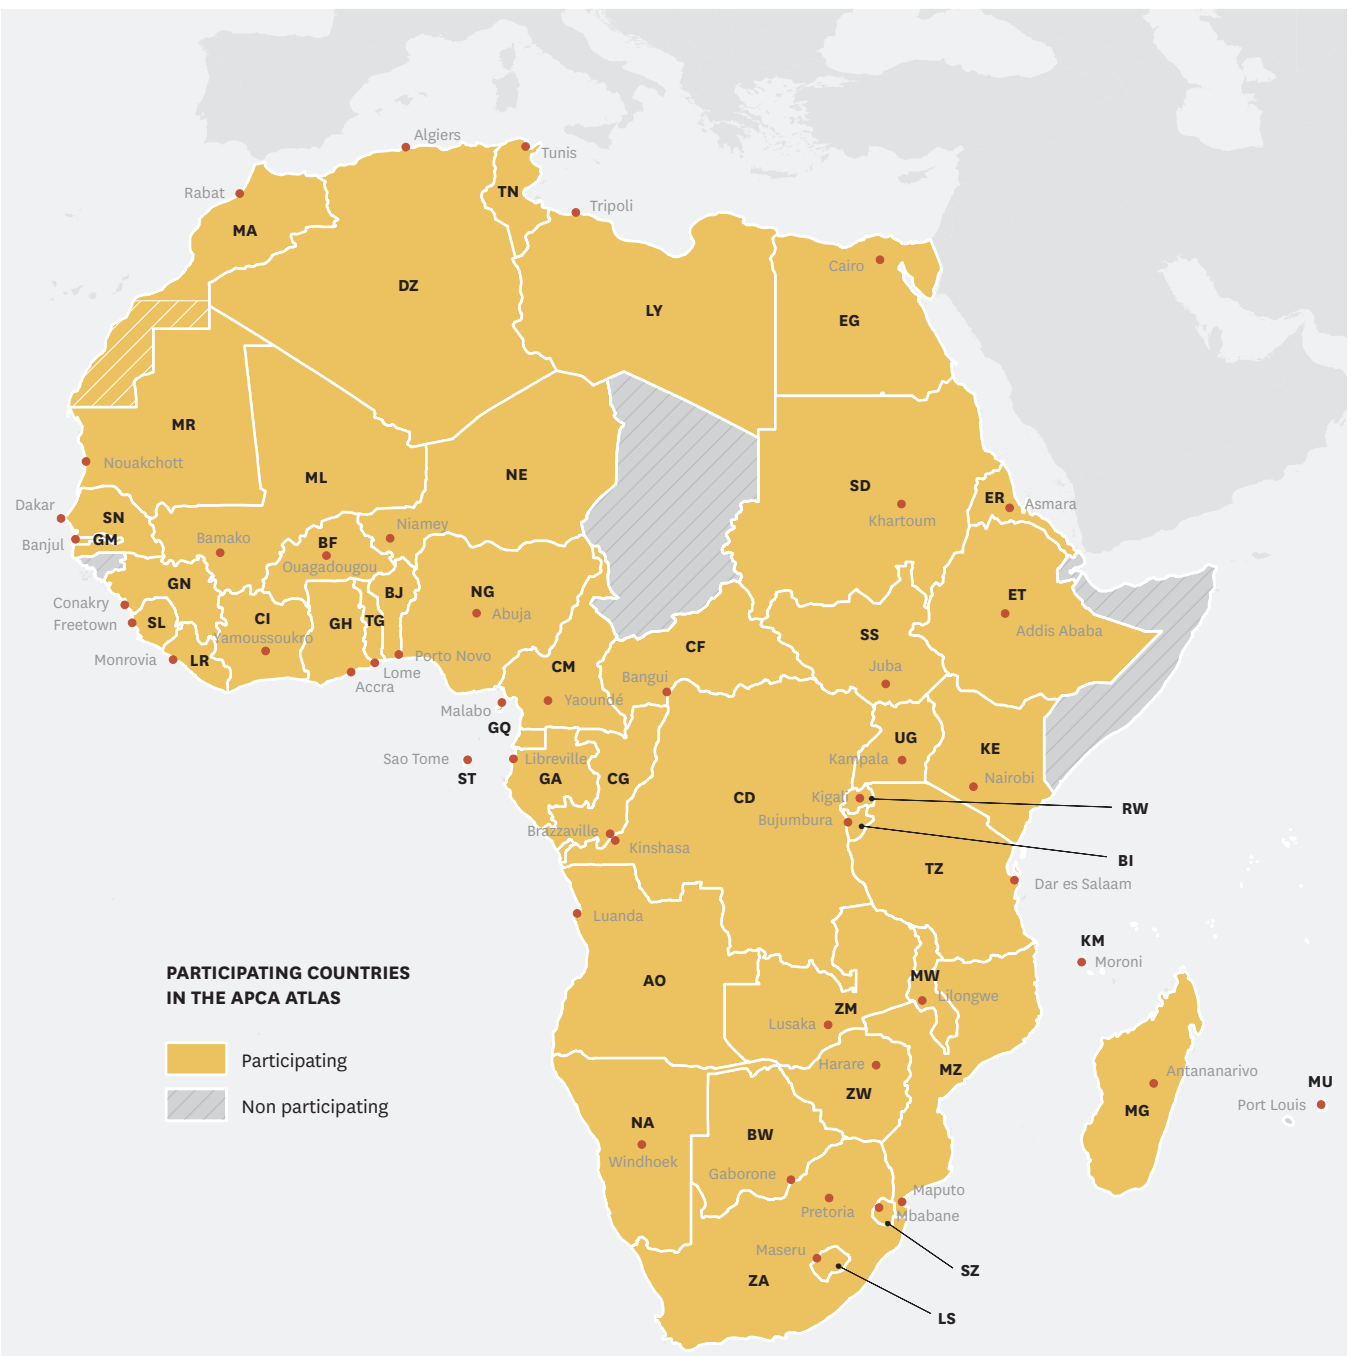 Algiers
Tunis
Rabat
TN
Tripoli
MA
Cairo
DZ
LY
EG
MR
Nouakchott
ML
NE
SD
ER
Asmara
Khartoum
Dakar
SN
Banjul
GM
Bamako
BF
Niamey
Ouagadougou
GN
BJ
NG
Abuja
ET
Addis Ababa
Conakry
Freetown
SL
CI
Yamoussoukro
GH
TG
SS
Monrovia
LR
Porto Novo
Lome
Accra
CM
Yaoundé
CF
Bangui
Juba
Malabo
GQ
Sao Tome
ST
Libreville
GA
CG
UG
Kampala
KE
Nairobi
CD
Kigali
RW
Bujumbura
BI
Brazzaville
Kinshasa
TZ
Dar es Salaam
Luanda
KM
Moroni
PARTICIPATING COUNTRIES
IN THE APCA ATLAS
AO
MW
Lilongwe
ZM
Lusaka
Participating
Harare
MZ
Antananarivo
ZW
MU
Port Louis
MG
Non participating
NA
Windhoek
BW
Gaborone
Pretoria
Maputo
Mbabane
Maseru
SZ
ZA
LS